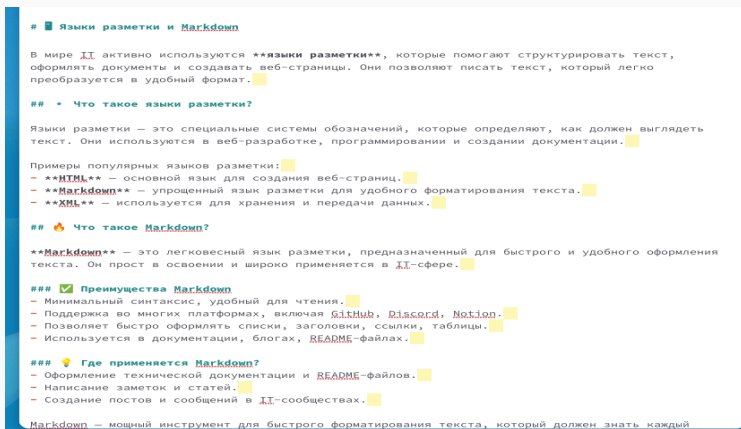 # 🖥 Языки разметки и Markdown
В мире IT активно используются **языки разметки**, которые помогают структурировать текст,
оформлять документы и создавать веб-страницы. Они позволяют писать текст, который легко
преобразуется в удобный формат.
## 🔹 Что такое языки разметки?
Языки разметки — это специальные системы обозначений, которые определяют, как должен выглядеть
текст. Они используются в веб-разработке, программировании и создании документации.
Примеры популярных языков разметки:
- **HTML** — основной язык для создания веб-страниц.
- **Markdown** — упрощенный язык разметки для удобного форматирования текста.
- **XML** — используется для хранения и передачи данных.
## 🔥 Что такое Markdown?
**Markdown** — это легковесный язык разметки, предназначенный для быстрого и удобного оформления
текста. Он прост в освоении и широко применяется в IT-сфере.
### ✅ Преимущества Markdown
- Минимальный синтаксис, удобный для чтения.
- Поддержка во многих платформах, включая GitHub, Discord, Notion.
- Позволяет быстро оформлять списки, заголовки, ссылки, таблицы.
- Используется в документации, блогах, README-файлах.
### 💡 Где применяется Markdown?
- Оформление технической документации и README-файлов.
- Написание заметок и статей.
- Создание постов и сообщений в IT-сообществах.
Markdown — мощный инструмент для быстрого форматирования текста, который должен знать каждый